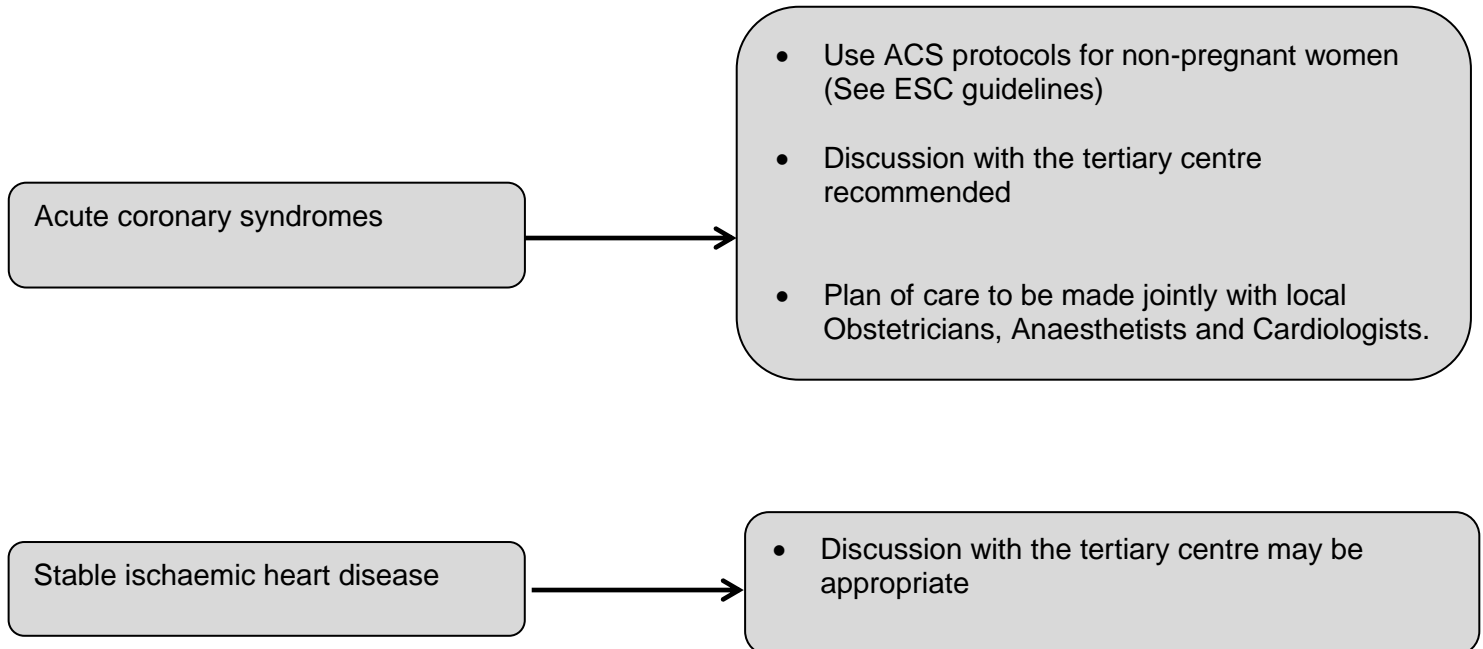 Acute coronary syndromes
• Use ACS protocols for non-pregnant women
(See ESC guidelines)
• Discussion with the tertiary centre
recommended
• Plan of care to be made jointly with local
Obstetricians, Anaesthetists and Cardiologists.
Stable ischaemic heart disease
• Discussion with the tertiary centre may be
appropriate